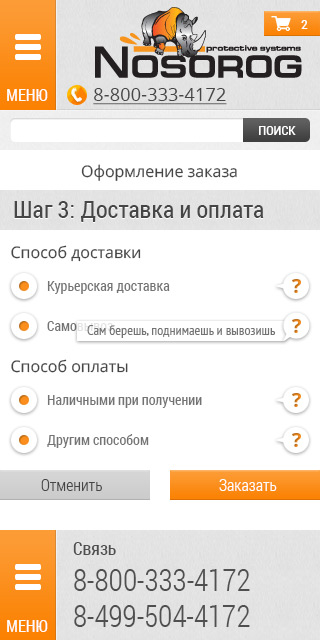 2
protective systems
NOSOROG
МЕНЮ
8-800-333-4172
ПОИСК
Оформление заказа
Шаг 3: Доставка и оплата
Способ доставки
Курьерская доставка
?
Сам
Сам берешь, поднимаешь и вывозишь
?
Способ оплаты
Наличными при получении
?
Другим способом
?
Отменить
Заказать
Связь
8-800-333-4172
8-499-504-4172
МЕНЮ